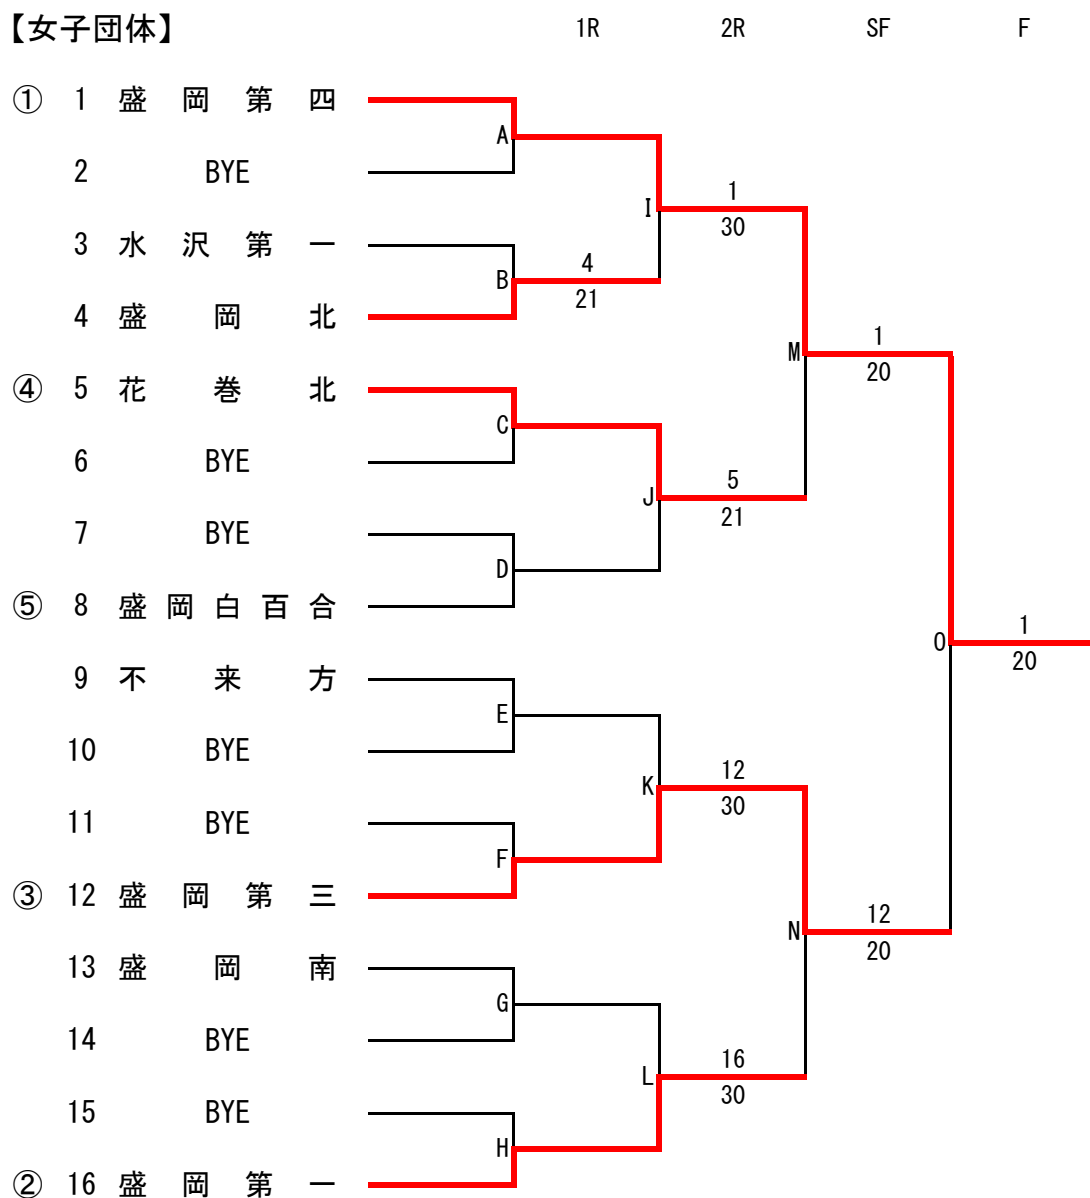 【女子団体】 1R 2R SF F
① 1 盛岡第四
A
2 BYE
I 1
30
3 水沢第一
B 4
21
4 盛岡北
M 1
20
④ 5 花巻北
C
6 BYE
J 5
21
7 BYE
D
⑤ 8 盛岡白百合
O 1
20
9 不来方
E
10 BYE
K 12
30
11 BYE
F
③ 12 盛岡第三
N 12
20
13 盛岡南
G
14 BYE
L 16
30
15 BYE
H
② 16 盛岡第一